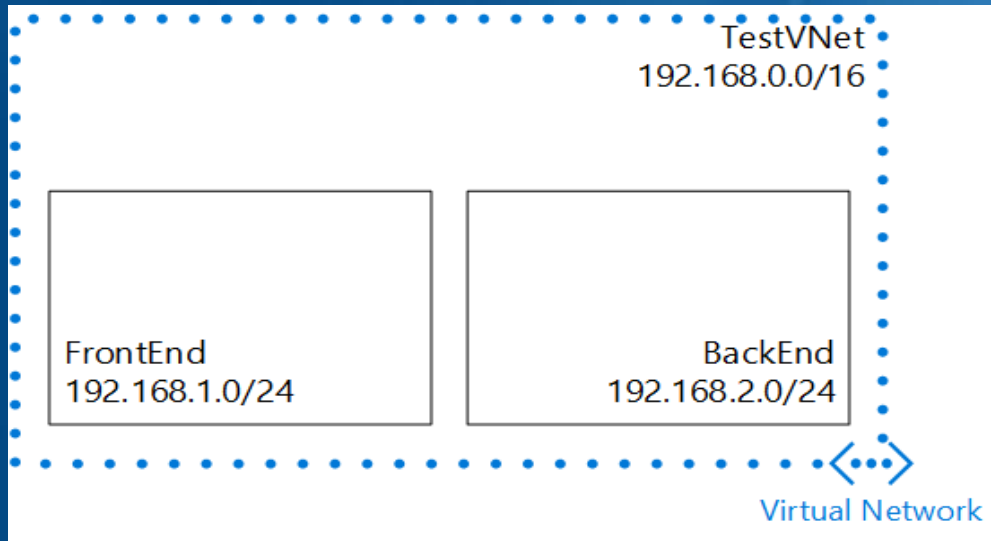 TestVNet
192.168.0.0/16
FrontEnd
192.168.1.0/24
BackEnd
192.168.2.0/24
Virtual Network